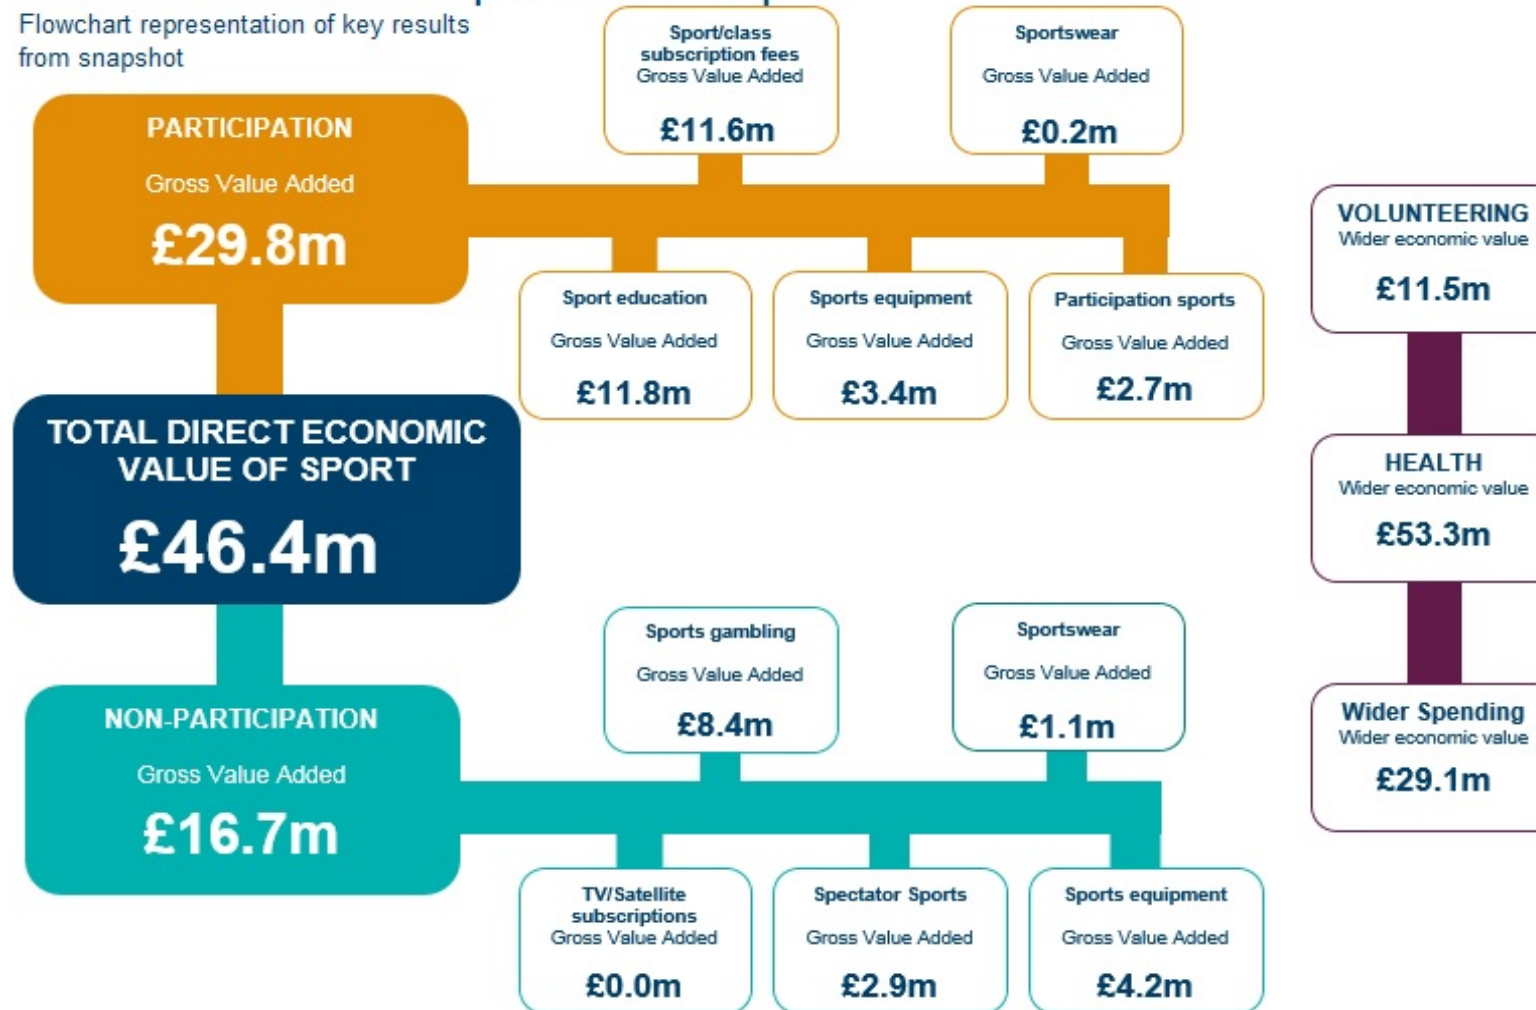 Flowchart representation of key results
from snapshot
PARTICIPATION
Gross Value Added
£29.8m
Sport/class
subscription fees
Gross Value Added
£11.6m
Sportswear
Gross Value Added
£0.2m
Sport education
Gross Value Added
£11.8m
Sports equipment
Gross Value Added
£3.4m
Participation sports
Gross Value Added
£2.7m
TOTAL DIRECT ECONOMIC
VALUE OF SPORT
£46.4m
NON-PARTICIPATION
Gross Value Added
£16.7m
Sports gambling
Gross Value Added
£8.4m
Sportswear
Gross Value Added
£1.1m
TV/Satellite
subscriptions
Gross Value Added
£0.0m
Spectator Sports
Gross Value Added
£2.9m
Sports equipment
Gross Value Added
£4.2m
VOLUNTEERING
Wider economic value
£11.5m
HEALTH
Wider economic value
£53.3m
Wider Spending
Wider economic value
£29.1m